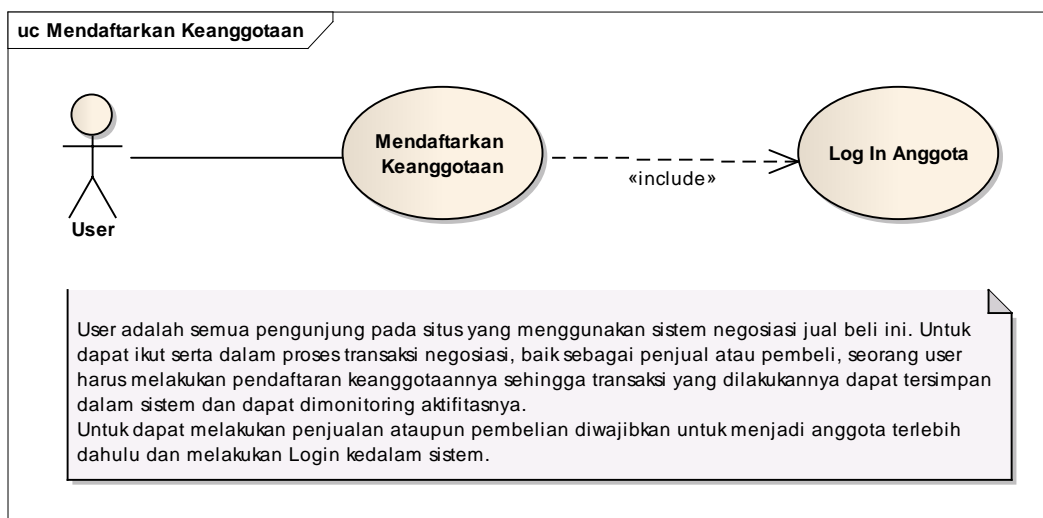 uc Mendaftarkan Keanggotaan
User
Mendaftarkan
Keanggotaan
«include»
Log In Anggota
User adalah semua pengunjung pada situs yang menggunakan sistem negosiasi jual beli ini. Untuk
dapat ikut serta dalam proses transaksi negosiasi, baik sebagai penjual atau pembeli, seorang user
harus melakukan pendaftaran keanggotaannya sehingga transaksi yang dilakukannya dapat tersimpan
dalam sistem dan dapat dimonitoring aktifitasnya.
Untuk dapat melakukan penjualan ataupun pembelian diwajibkan untuk menjadi anggota terlebih
dahulu dan melakukan Login kedalam sistem.